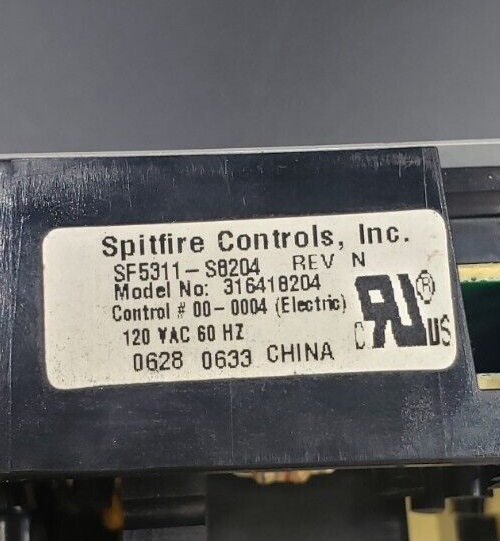 Spitfire Controls, Inc.
SF5311-S8204 REV N
Model No: 316418204
Control # 00-0004 (Electric)
120 VAC 60 HZ
0628 0633 CHINA
C RU ® US